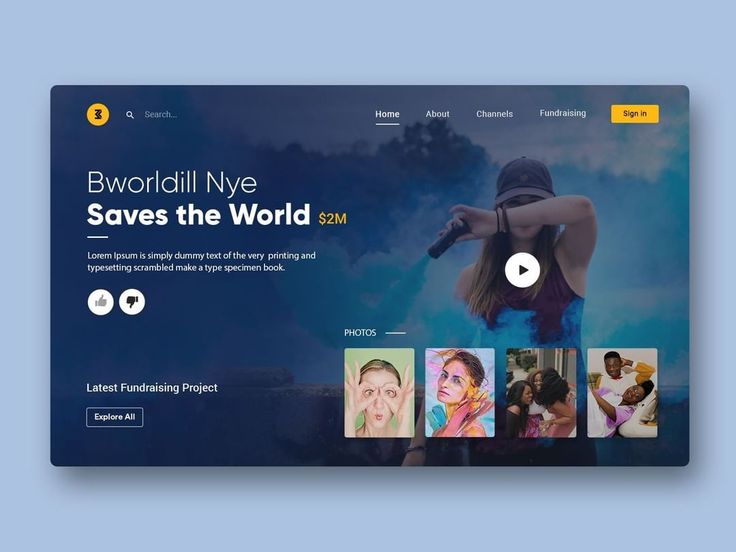 Search...
Home
About
Channels
Fundraising
Sign in
Bworldill Nye
Saves the World $2M
Lorem Ipsum is simply dummy text of the very printing and
typesetting scrambled make a type specimen book.
PHOTOS
Latest Fundraising Project
Explore All